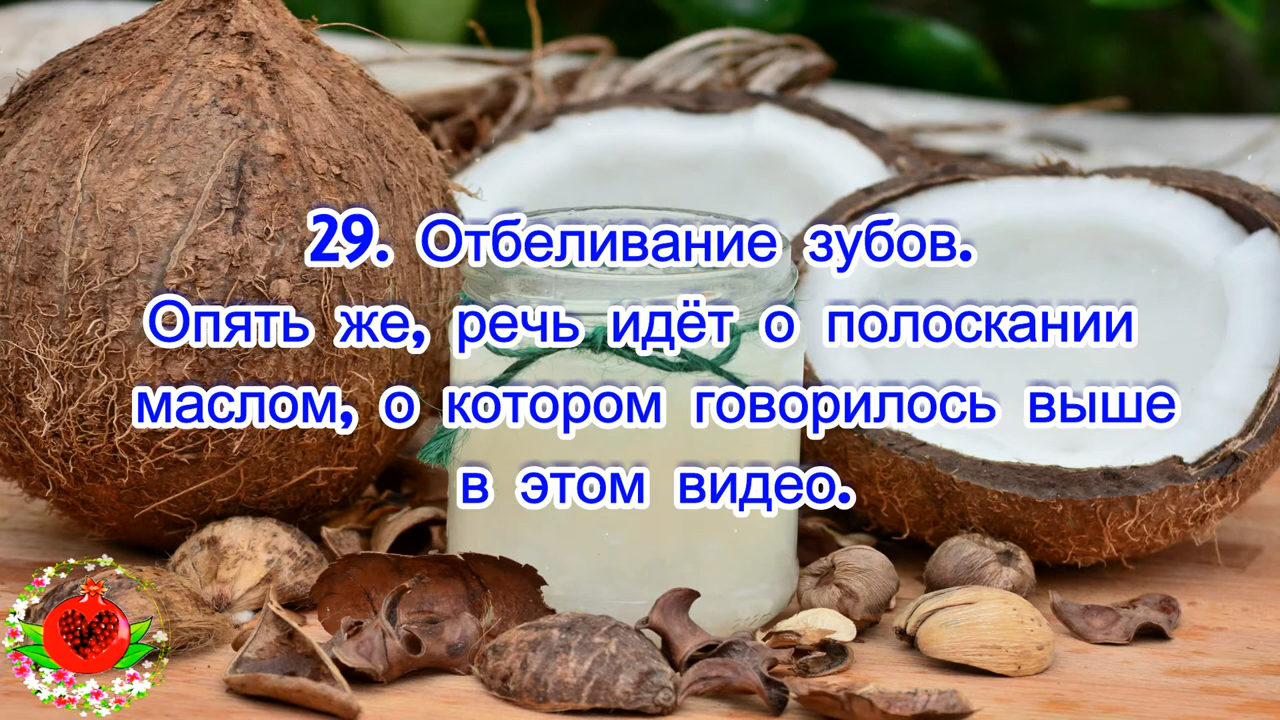 29. Отбеливание зубов.
Опять же, речь идёт о полоскании
маслом, о котором говорилось выше
в этом видео.